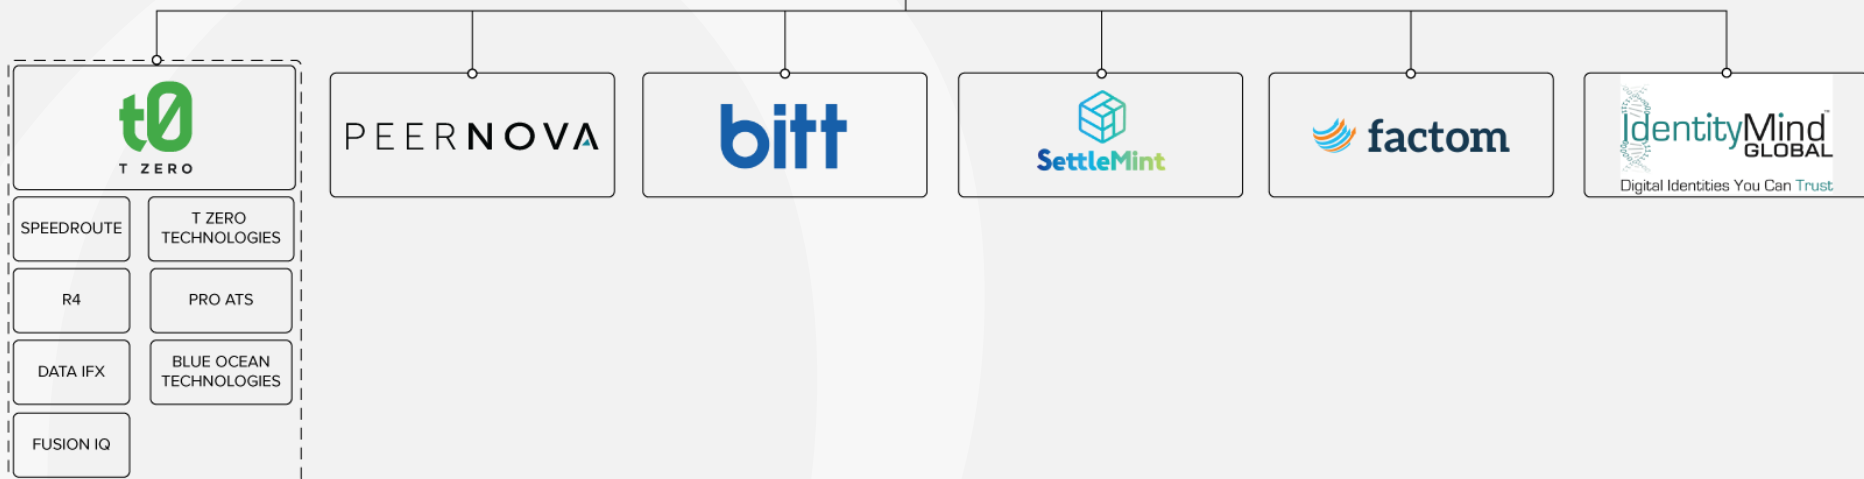 t0
T ZERO
PEERNOVA
bitt
SettleMint
factom
IdentityMind™
GLOBAL
Digital Identities You Can Trust
SPEEDROUTE
T ZERO
TECHNOLOGIES
R4
PRO ATS
DATA IFX
BLUE OCEAN
TECHNOLOGIES
FUSION IQ